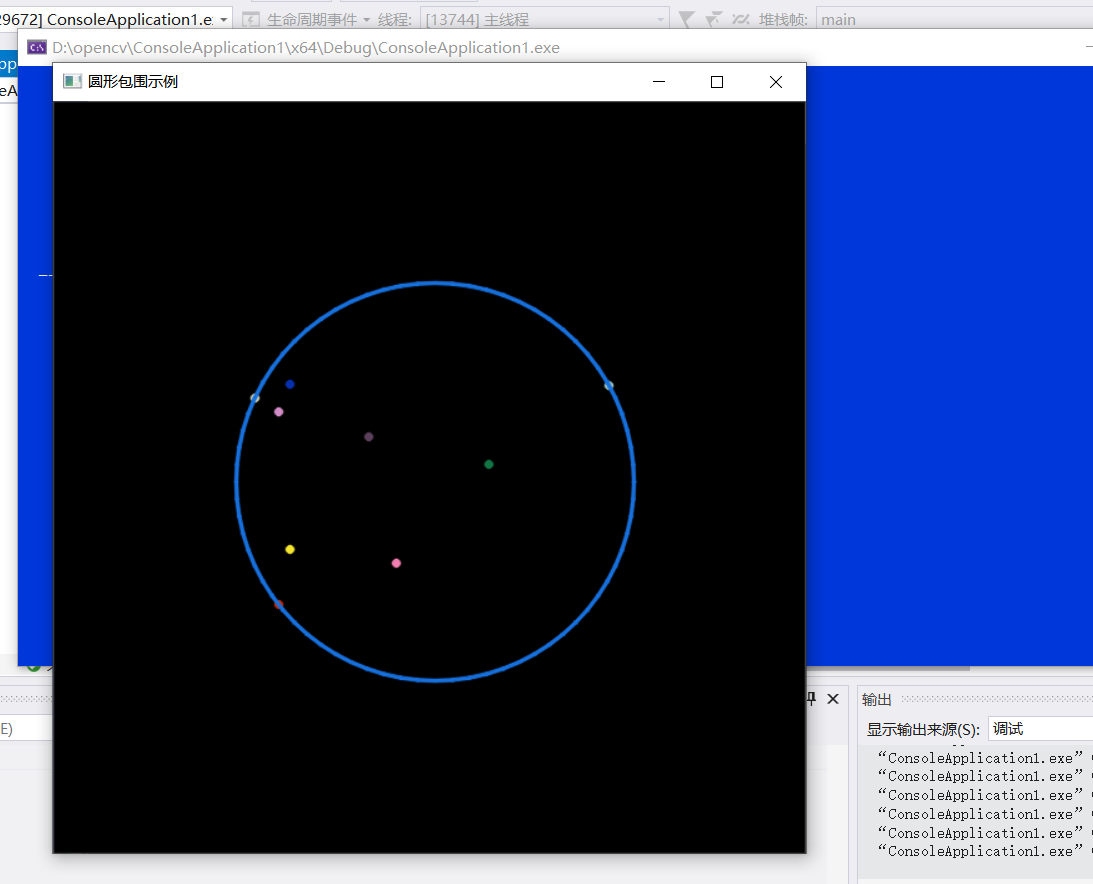 29672] ConsoleApplication1.e: 生命周期事件 线程: [13744] 主线程 堆栈帧: main
D:\opencv\ConsoleApplication1\x64\Debug\ConsoleApplication1.exe
圆形包围示例
输出
显示输出来源(S): 调试
E)
“ConsoleApplication1.exe”
“ConsoleApplication1.exe”
“ConsoleApplication1.exe”
“ConsoleApplication1.exe”
“ConsoleApplication1.exe”
“ConsoleApplication1.exe”